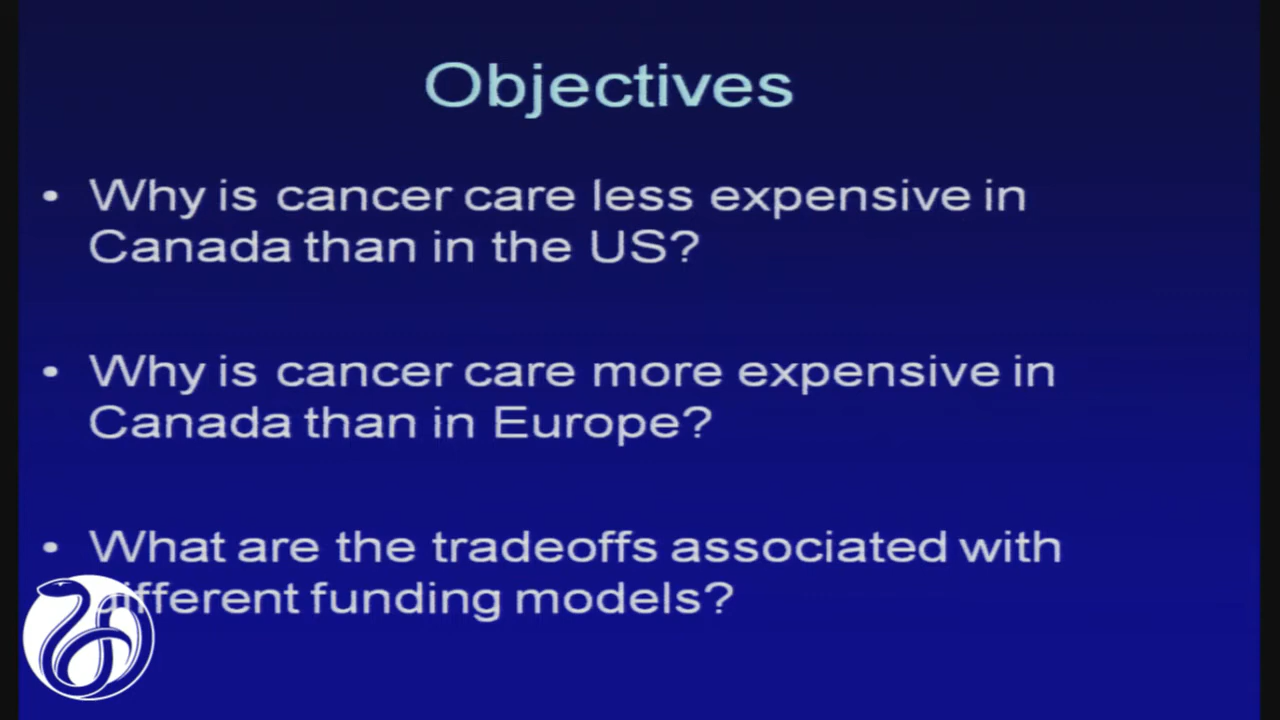 Objectives
• Why is cancer care less expensive in
Canada than in the US?
• Why is cancer care more expensive in
Canada than in Europe?
• What are the tradeoffs associated with
different funding models?